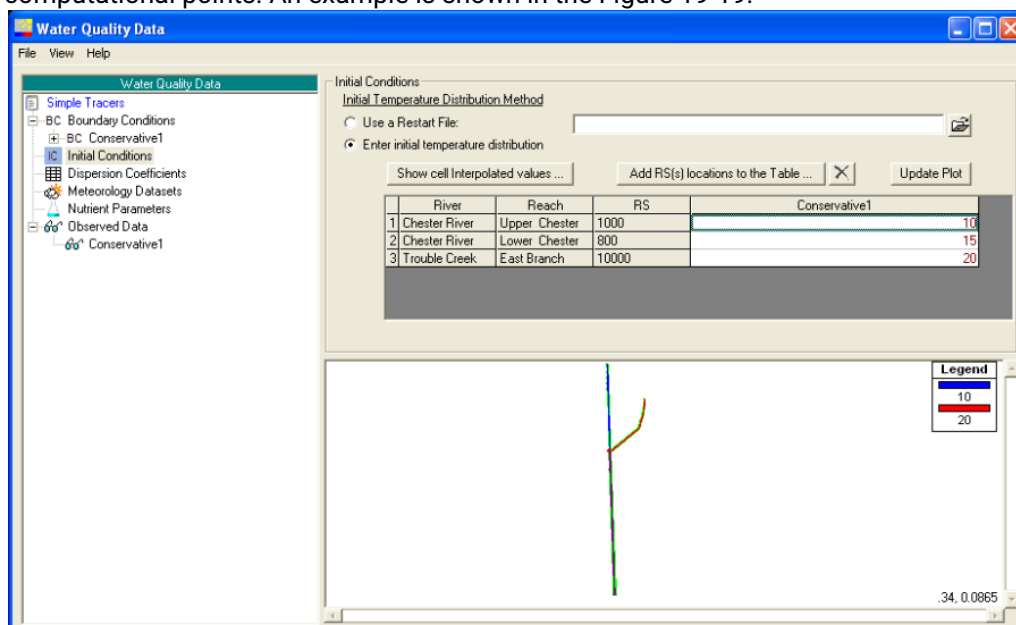 computational points. An example is shown in the Figure 19 19.
Water Quality Data
File View Help
Water Quality Data
Simple Tracers
BC Boundary Conditions
BC Conservative1
IC Initial Conditions
Dispersion Coefficients
Meteorology Datasets
Nutrient Parameters
Observed Data
Conservative1
Initial Conditions
Initial Temperature Distribution Method
Use a Restart File:
Enter initial temperature distribution
Show cell Interpolated values ... Add RS(s) locations to the Table ... Update Plot
River Reach RS Conservative1
1 Chester River Upper Chester 1000 10
2 Chester River Lower Chester 800 15
3 Trouble Creek East Branch 10000 20
Legend
10
20
.34, 0.0865